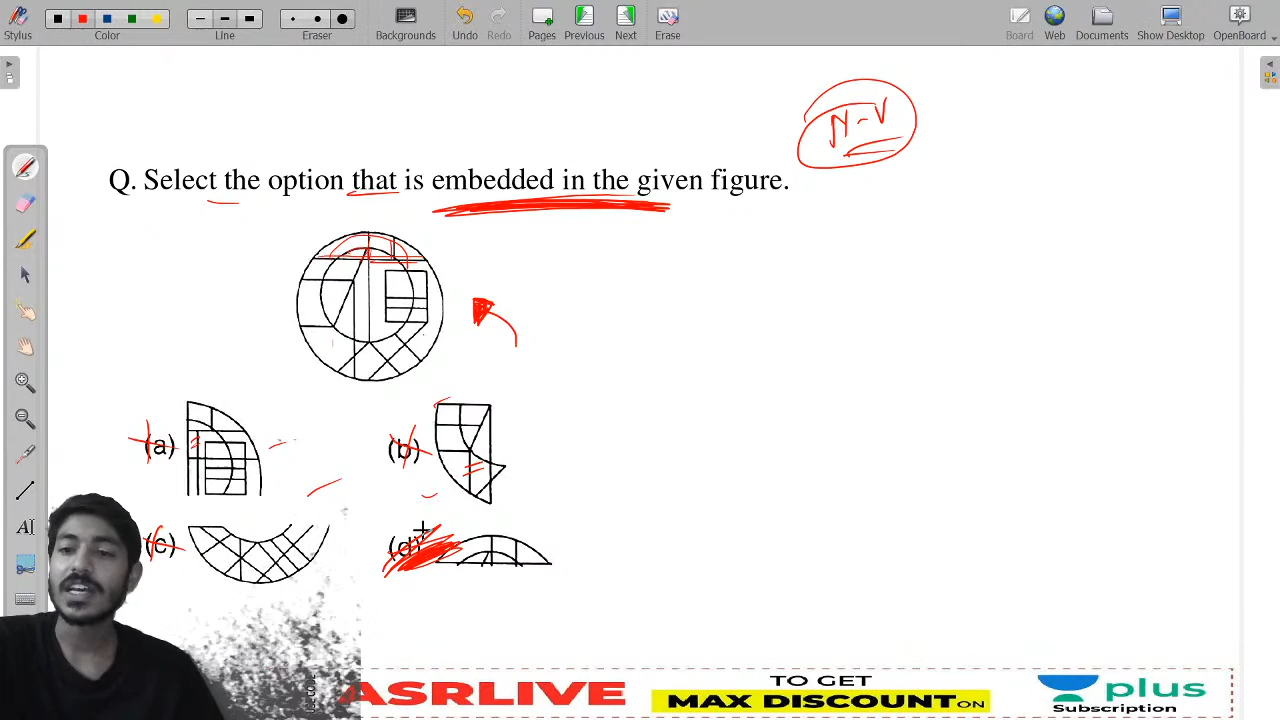 Stylus
Color
Line
Eraser
Backgrounds
Undo
Redo
Pages
Previous
Next
Erase
Board
Web
Documents
Show Desktop
OpenBoard
N-V
Q. Select the option that is embedded in the given figure.
(a)
(b)
(c)
(d)
ASRLIVE
TO GET
MAX DISCOUNT ON
plus
Subscription